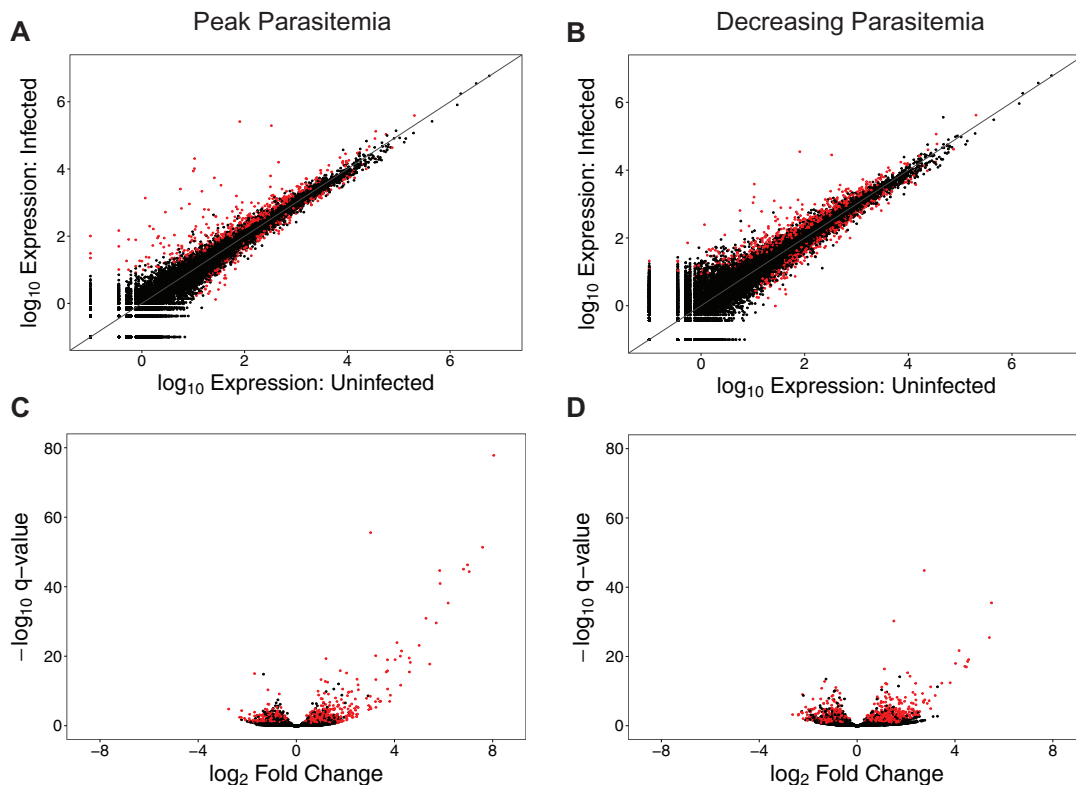 Peak Parasitemia
Decreasing Parasitemia
A
B
log10 Expression: Infected
6
4
2
0
0
2
4
6
log10 Expression: Uninfected
log10 Expression: Infected
6
4
2
0
0
2
4
6
log10 Expression: Uninfected
C
D
−log10 q−value
80
60
40
20
0
−8
−4
0
4
8
log2 Fold Change
−log10 q−value
80
60
40
20
0
−8
−4
0
4
8
log2 Fold Change